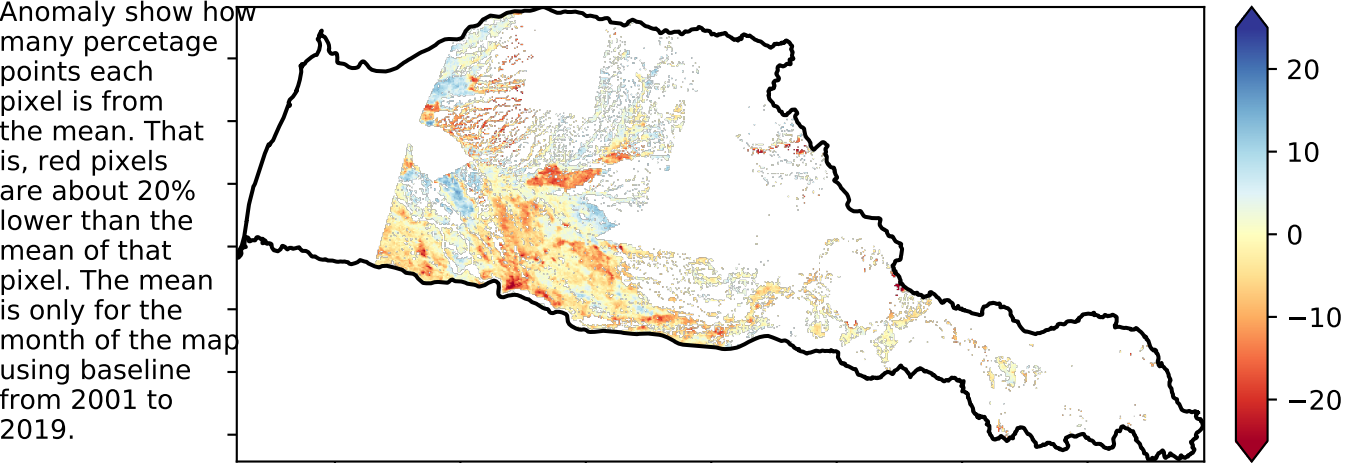 Anomaly show how
many percetage
points each
pixel is from
the mean. That
is, red pixels
are about 20%
lower than the
mean of that
pixel. The mean
is only for the
month of the map
using baseline
from 2001 to
2019.
20
10
0
−10
−20